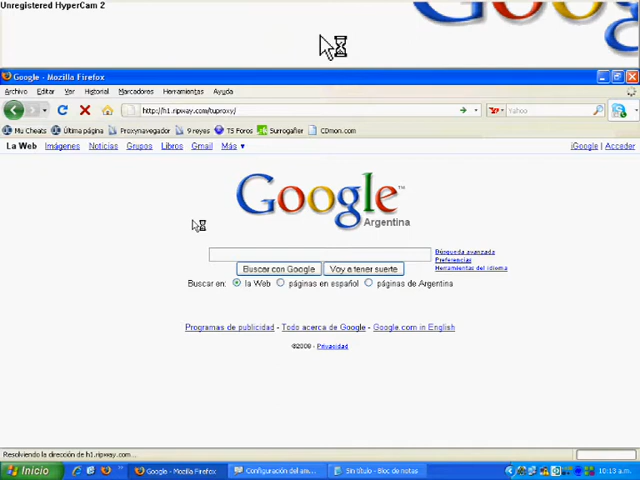 Unregistered HyperCam 2
Google - Mozilla Firefox
Archivo Editar Ver Historial Marcadores Herramientas Ayuda
http://h1.ripway.com/tuproxy/ Yahoo
Mu Cheats Última página Proxynavegador 9 reyes TS Foros Surrogafier CDmon.com
La Web Imágenes Noticias Grupos Libros Gmail Más ▼ iGoogle | Acceder
Google™
Argentina
Búsqueda avanzada
Preferencias
Herramientas del idioma
Buscar con Google Voy a tener suerte
Buscar en: la Web páginas en español páginas de Argentina
Programas de publicidad - Todo acerca de Google - Google.com in English
©2009 - Privacidad
Resolviendo la dirección de h1.ripway.com...
Inicio Google - Mozilla Firefox Configuración del am... Sin título - Bloc de notas 10:13 a.m.